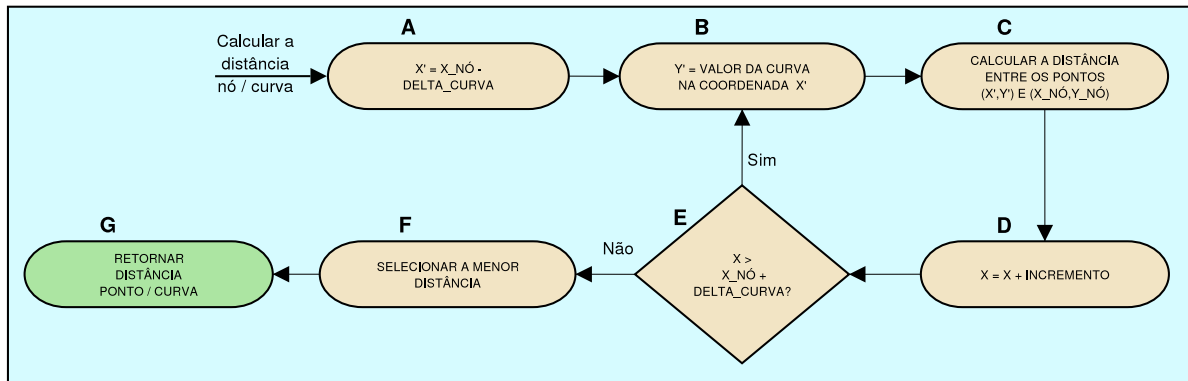 Calcular a
distância
nó / curva
A
X' = X_NÓ -
DELTA_CURVA
B
Y' = VALOR DA CURVA
NA COORDENADA X'
C
CALCULAR A DISTÂNCIA
ENTRE OS PONTOS
(X',Y') E (X_NÓ,Y_NÓ)
Sim
G
RETORNAR
DISTÂNCIA
PONTO / CURVA
F
SELECIONAR A MENOR
DISTÂNCIA
Não
E
X >
X_NÓ +
DELTA_CURVA?
D
X = X + INCREMENTO